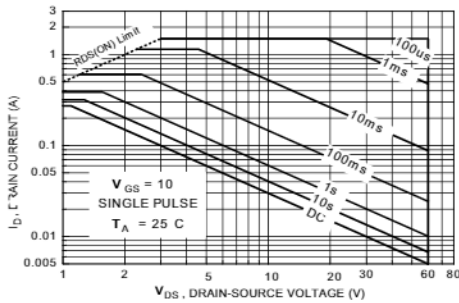 2
1
0.5
0.1
0.05
0.01
0.005
I D, DRAIN CURRENT (A)
RDS(ON) Limit
100us
1ms
10ms
100ms
1s
10s
DC
V GS = 10
SINGLE PULSE
T A = 25 C
1 2 5 10 20 30 60 80
V DS , DRAIN-SOURCE VOLTAGE (V)